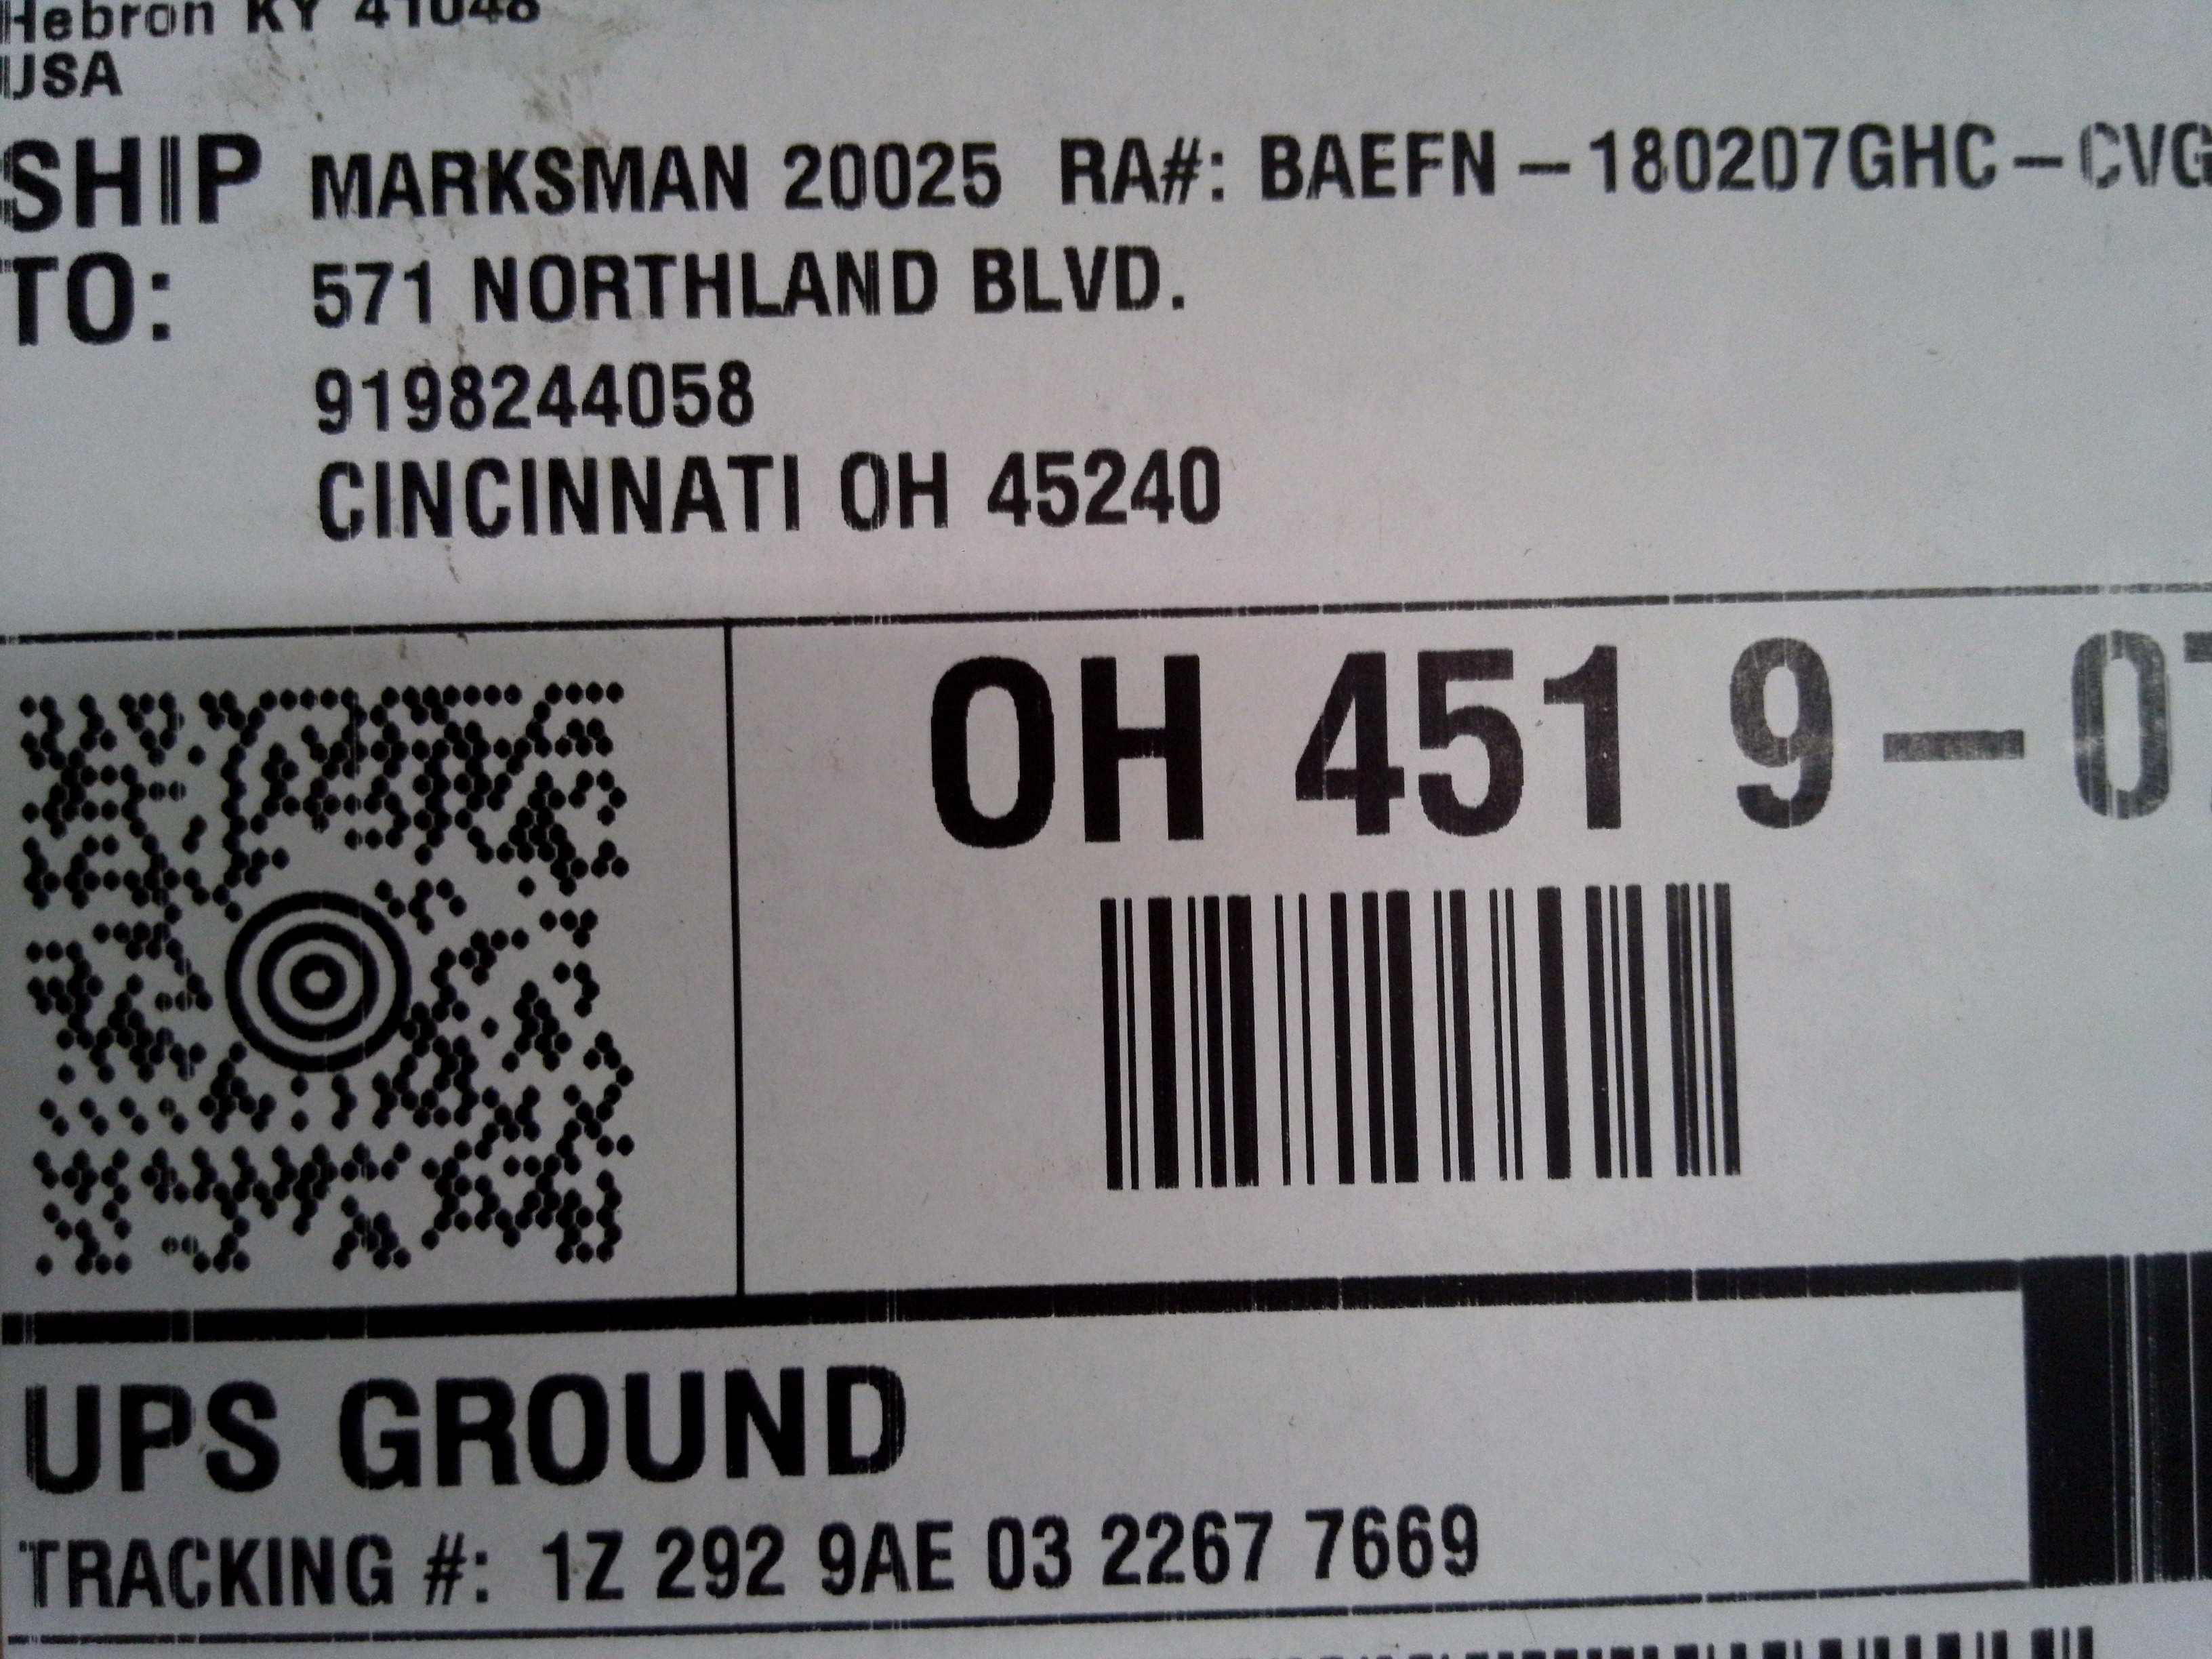 Hebron KY 41048
USA
SHIP TO: MARKSMAN 20025 RA#: BAEFN-180207GHC-CVG
571 NORTHLAND BLVD.
9198244058
CINCINNATI OH 45240
OH 451 9-0
UPS GROUND
TRACKING #: 1Z 292 9AE 03 2267 7669